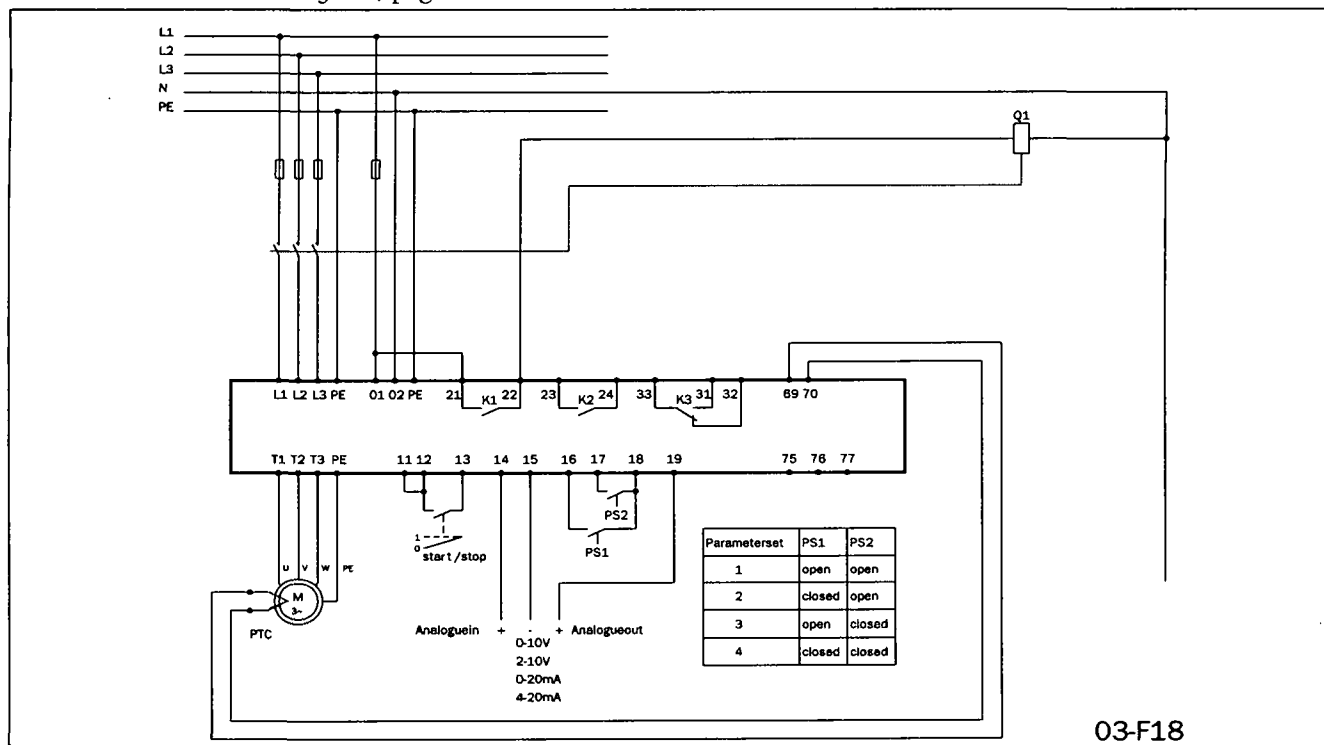 L1
L2
L3
N
PE
Q1
L1 L2 L3 PE 01 02 PE 21 22 23 24 33 31 32 69 70
K1 K2 K3
T1 T2 T3 PE 11 12 13 14 15 16 17 18 19 75 76 77
PS2
PS1
1
0
start/stop
U V W PE
M
3~
PTC
Analoguein + - + Analogueout
0-10V
2-10V
0-20mA
4-20mA
Parameterset PS1 PS2
1 open open
2 closed open
3 open closed
4 closed closed
03-F18